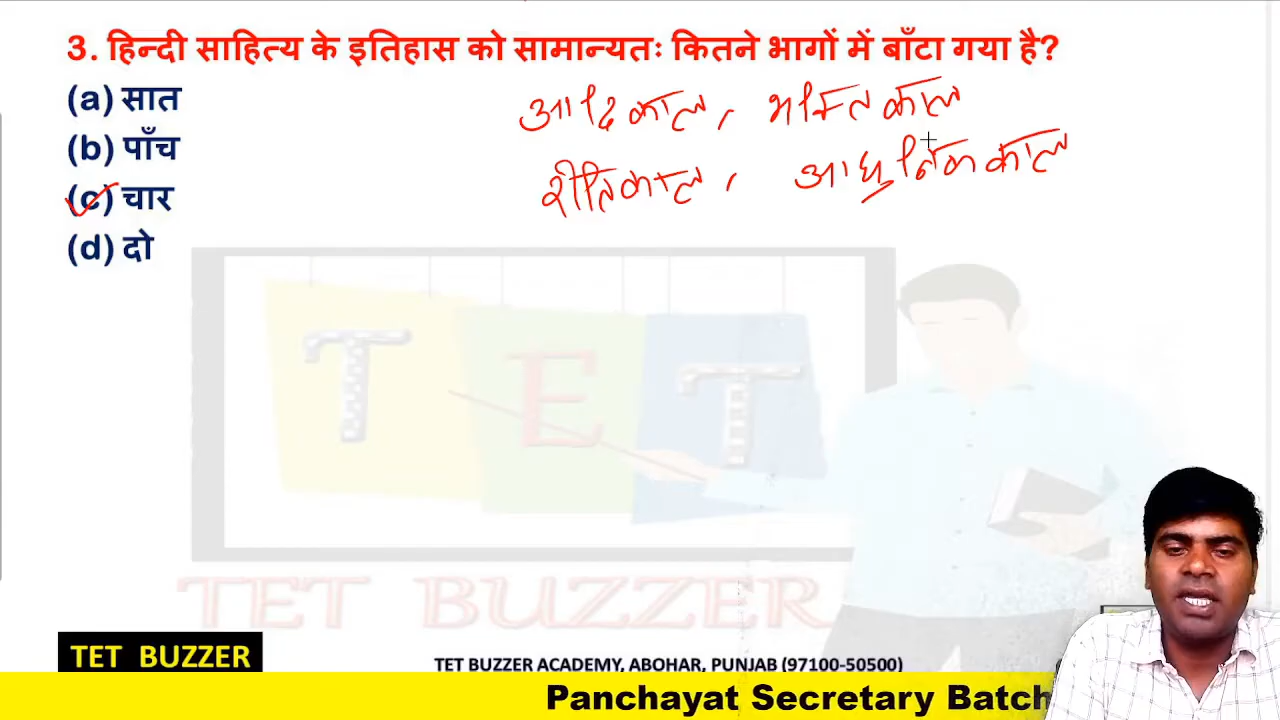 3. हिन्दी साहित्य के इतिहास को सामान्यतः कितने भागों में बाँटा गया है?
(a) सात
(b) पाँच
(c) चार
(d) दो
आदिकाल, भक्तिकाल
रीतिकाल, आधुनिककाल
TET
TET BUZZER
TET BUZZER
TET BUZZER ACADEMY, ABOHAR, PUNJAB (97100-50500)
Panchayat Secretary Batch